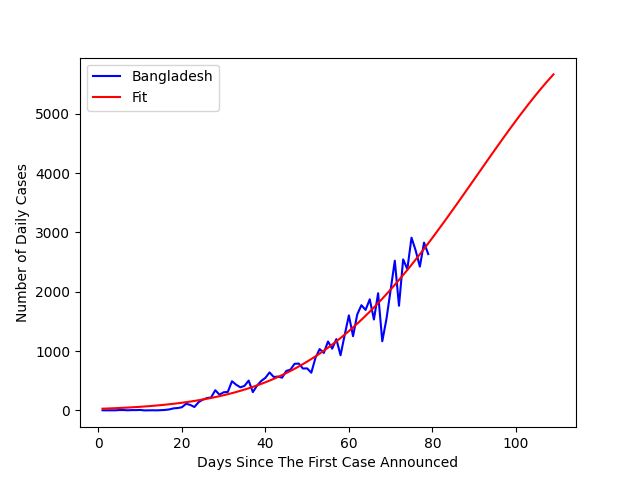 Bangladesh
Fit
5000
4000
3000
2000
1000
0
Number of Daily Cases
0 20 40 60 80 100
Days Since The First Case Announced